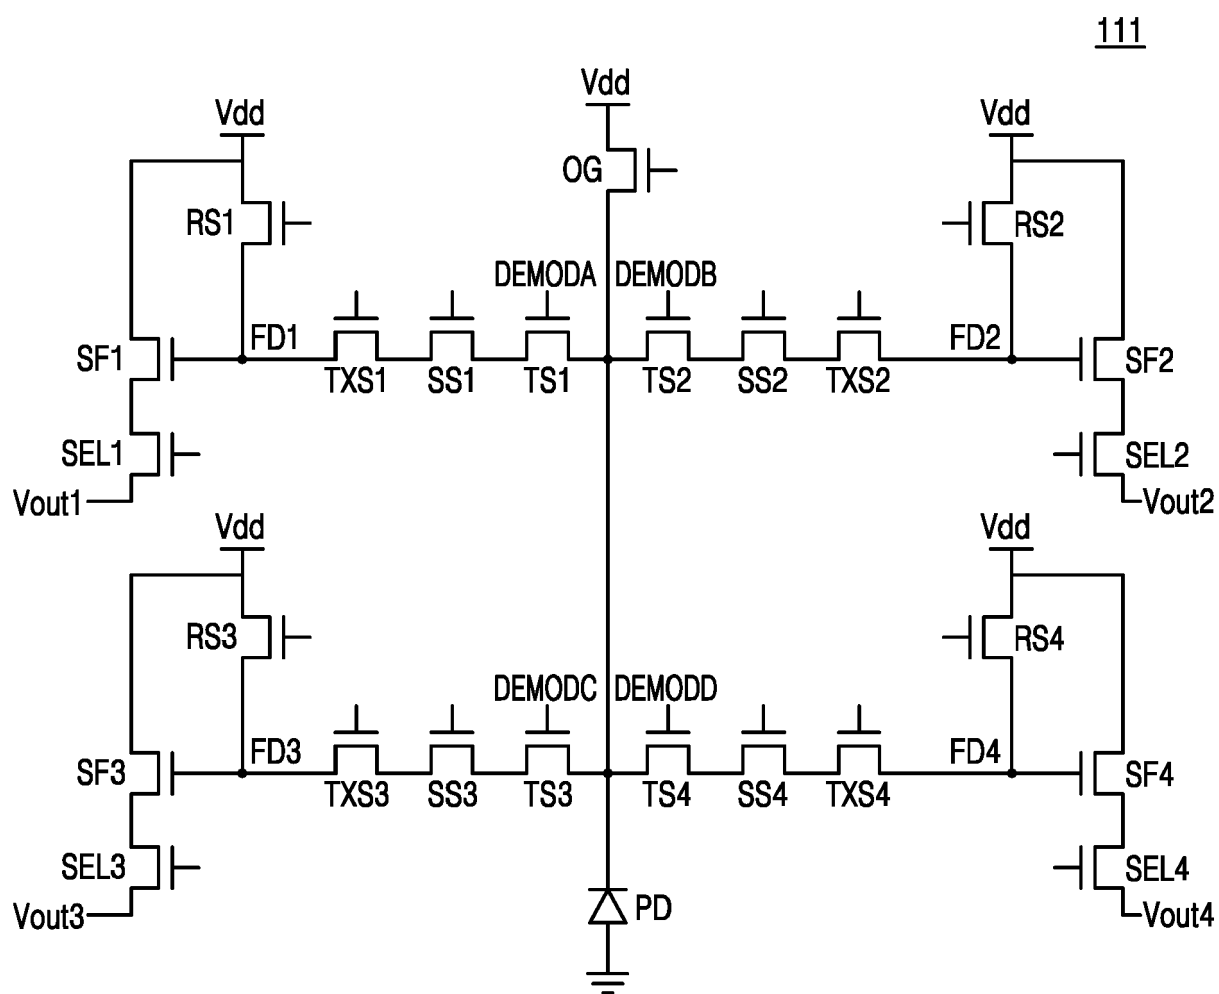 111
Vdd
Vdd Vdd
OG
RS1 RS2
DEMODA DEMODB
FD1 FD2
SF1 TXS1 SS1 TS1 TS2 SS2 TXS2 SF2
SEL1 SEL2
Vout1 Vout2
Vdd Vdd
RS3 RS4
DEMODC DEMODD
FD3 FD4
SF3 TXS3 SS3 TS3 TS4 SS4 TXS4 SF4
SEL3 SEL4
Vout3 PD Vout4